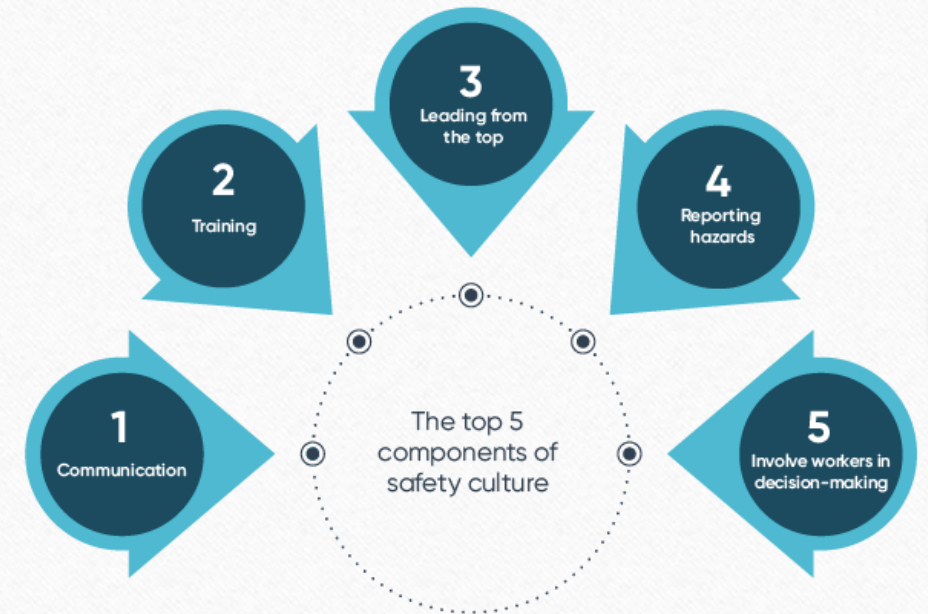 1
Communication
2
Training
3
Leading from
the top
4
Reporting
hazards
5
Involve workers in
decision-making
The top 5
components of
safety culture